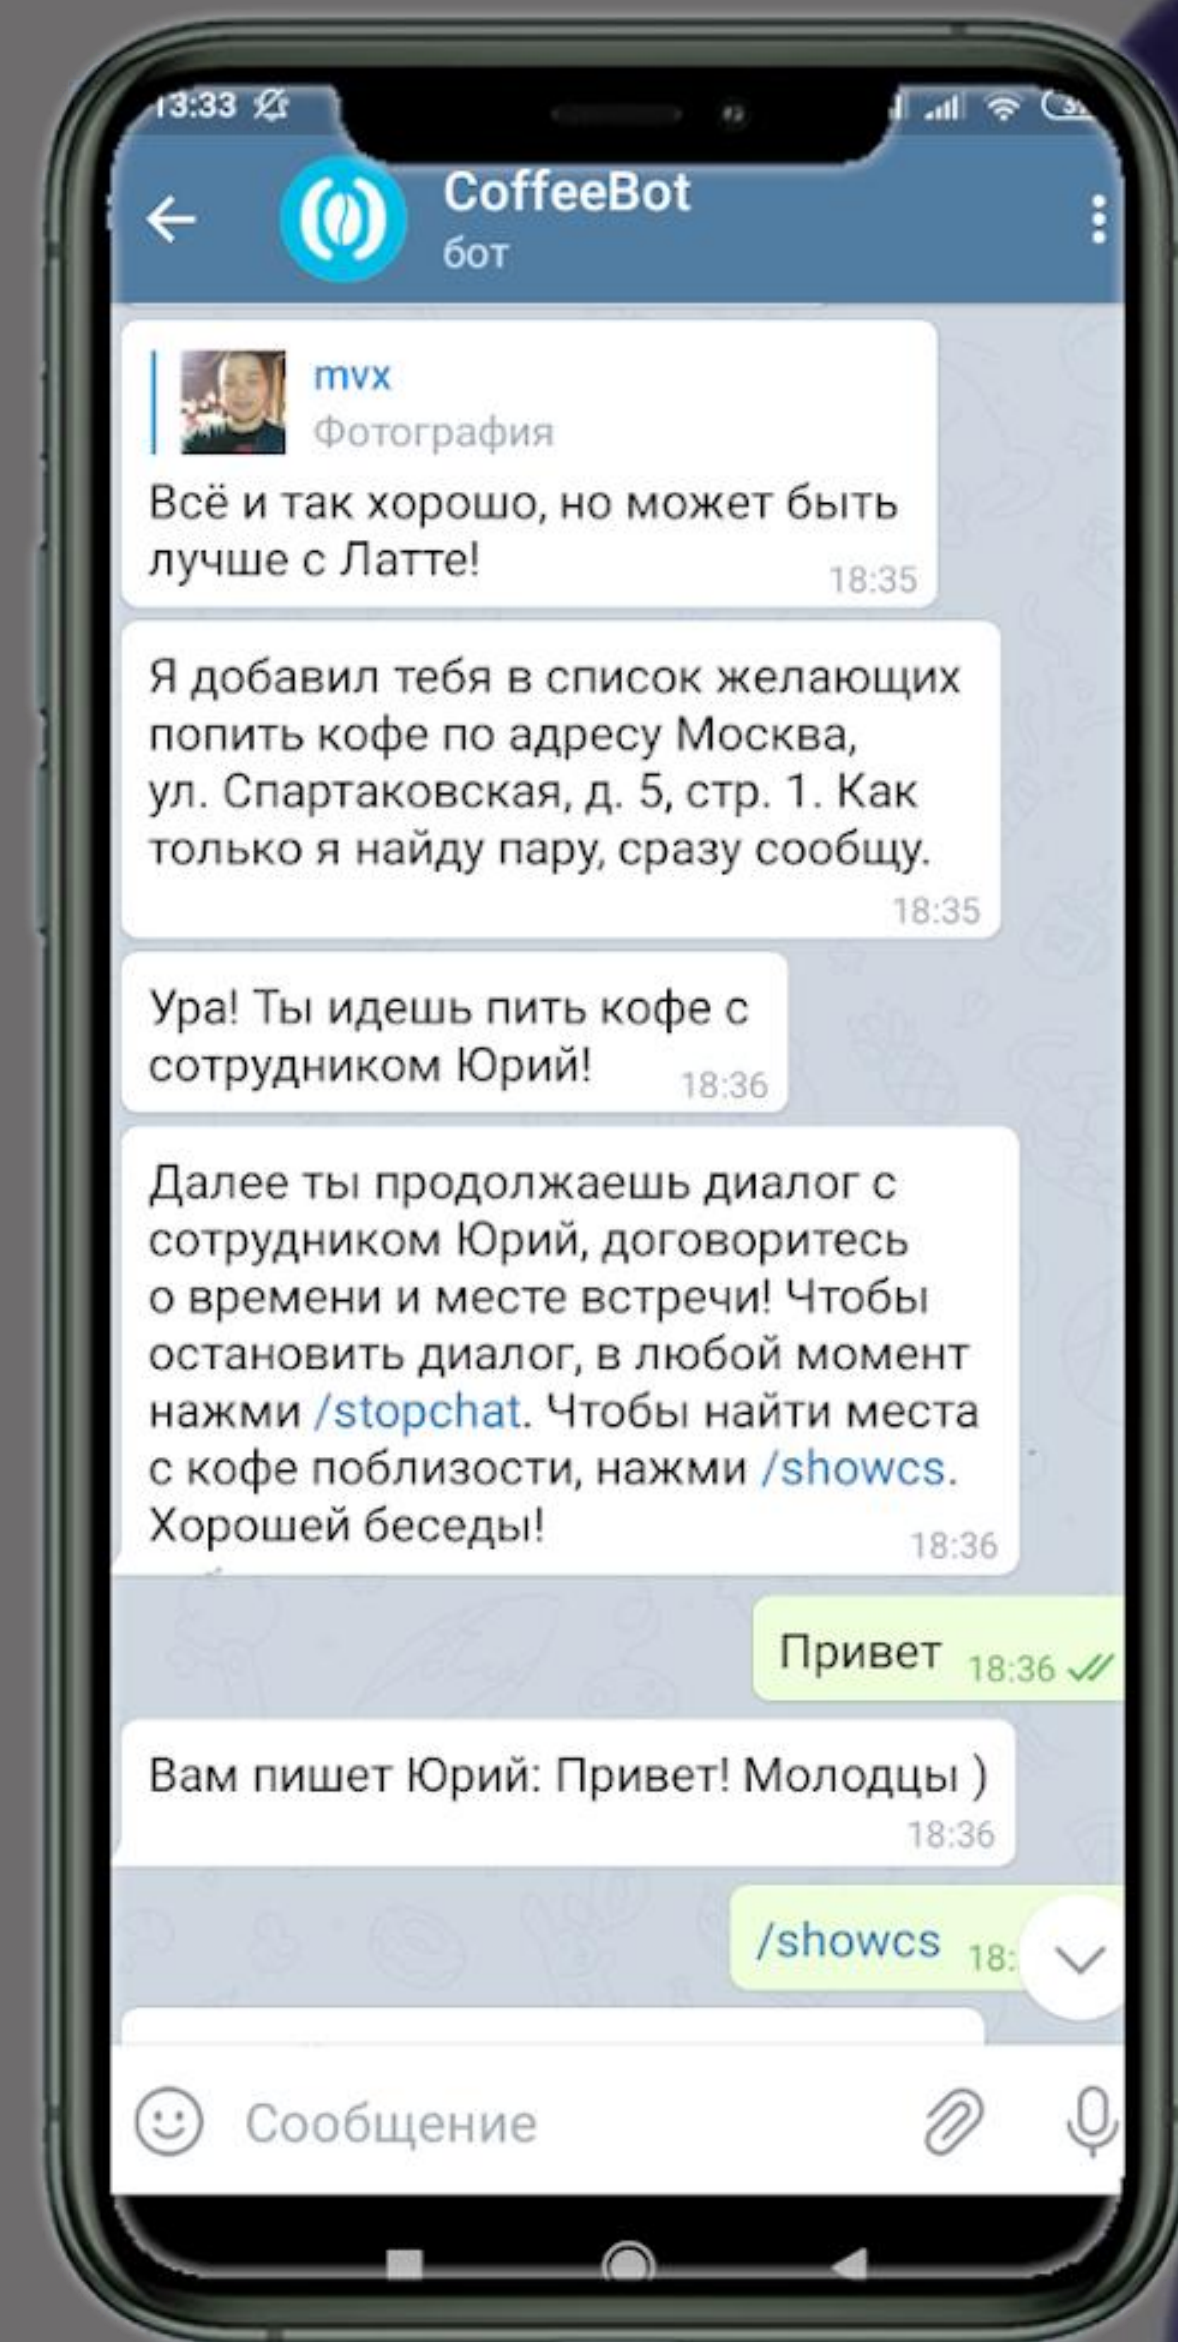 13:33
CoffeeBot
бот
mvx
Фотография
Всё и так хорошо, но может быть
лучше с Латте!
18:35
Я добавил тебя в список желающих
попить кофе по адресу Москва,
ул. Спартаковская, д. 5, стр. 1. Как
только я найду пару, сразу сообщу.
18:35
Ура! Ты идешь пить кофе с
сотрудником Юрий! 18:36
Далее ты продолжаешь диалог с
сотрудником Юрий, договоритесь
о времени и месте встречи! Чтобы
остановить диалог, в любой момент
нажми /stopchat. Чтобы найти места
с кофе поблизости, нажми /showcs.
Хорошей беседы! 18:36
Привет 18:36
Вам пишет Юрий: Привет! Молодцы )
18:36
/showcs 18:
Сообщение